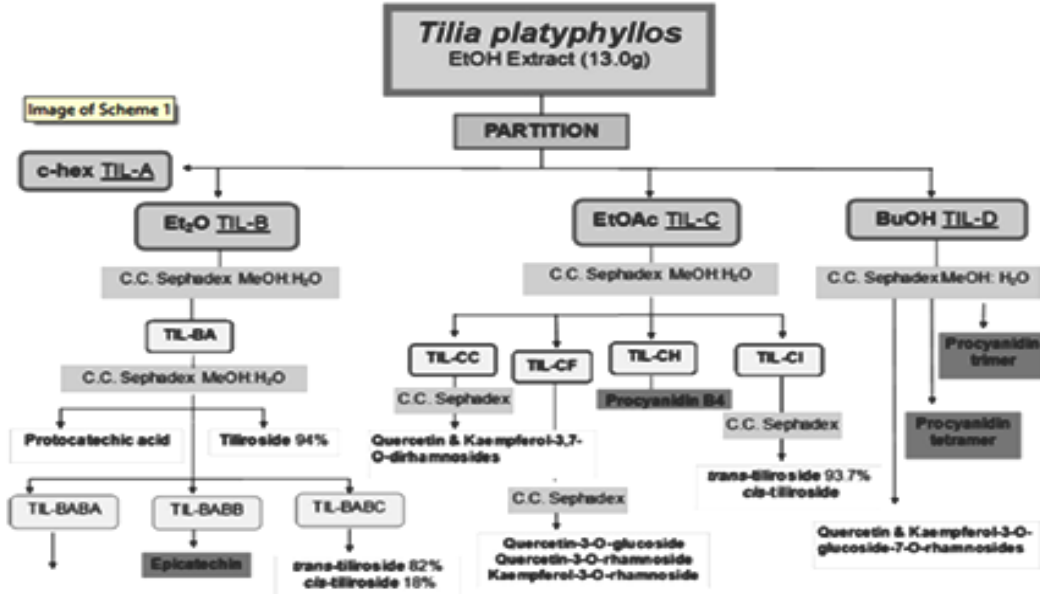 Tilia platyphyllos
EtOH Extract (13.0g)
Image of Scheme 1
PARTITION
c-hex TIL-A
Et₂O TIL-B
EtOAc TIL-C
BuOH TIL-D
C.C. Sephadex MeOH:H₂O
C.C. Sephadex MeOH:H₂O
C.C. Sephadex MeOH: H₂O
TIL-BA
TIL-CC
TIL-CF
TIL-CH
TIL-CI
Procyanidin
trimer
C.C. Sephadex MeOH:H₂O
C.C. Sephadex
Procyanidin B4
C.C. Sephadex
Procyanidin
tetramer
Protocatechic acid
Tiliroside 94%
Quercetin & Kaempferol-3,7-
O-dirhamnosides
trans-tiliroside 93.7%
cis-tiliroside
TIL-BABA
TIL-BABB
TIL-BABC
C.C. Sephadex
Quercetin & Kaempferol-3-O-
glucoside-7-O-rhamnosides
Epicatechin
trans-tiliroside 82%
cis-tiliroside 18%
Quercetin-3-O-glucoside
Quercetin-3-O-rhamnoside
Kaempferol-3-O-rhamnoside